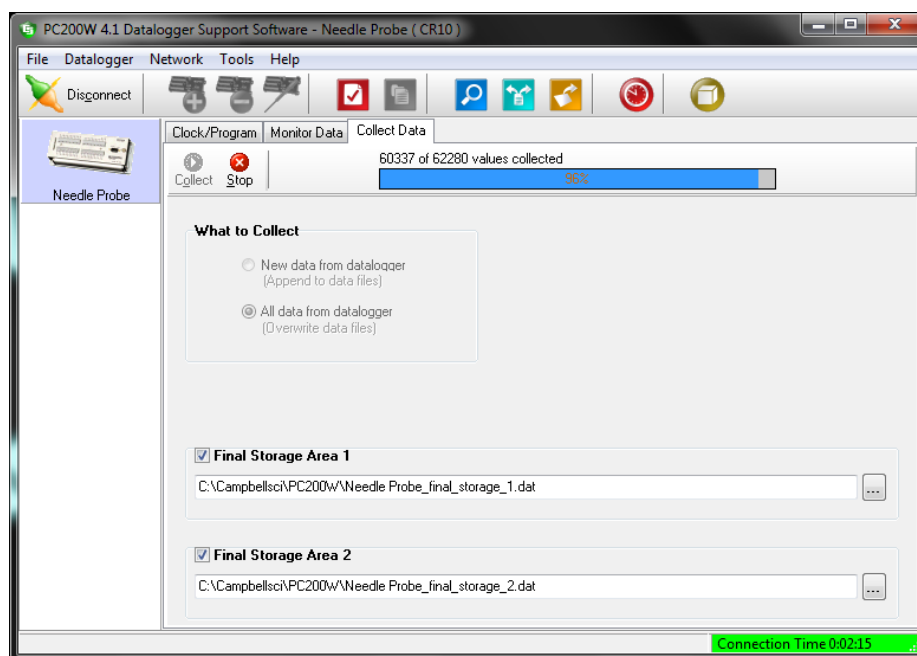 PC200W 4.1 Datalogger Support Software - Needle Probe ( CR10 )
File Datalogger Network Tools Help
Disconnect
Clock/Program Monitor Data Collect Data
Needle Probe
Collect Stop
60337 of 62280 values collected
96%
What to Collect
New data from datalogger
(Append to data files)
All data from datalogger
(Overwrite data files)
Final Storage Area 1
C:\Campbellsci\PC200W\Needle Probe_final_storage_1.dat
...
Final Storage Area 2
C:\Campbellsci\PC200W\Needle Probe_final_storage_2.dat
...
Connection Time 0:02:15